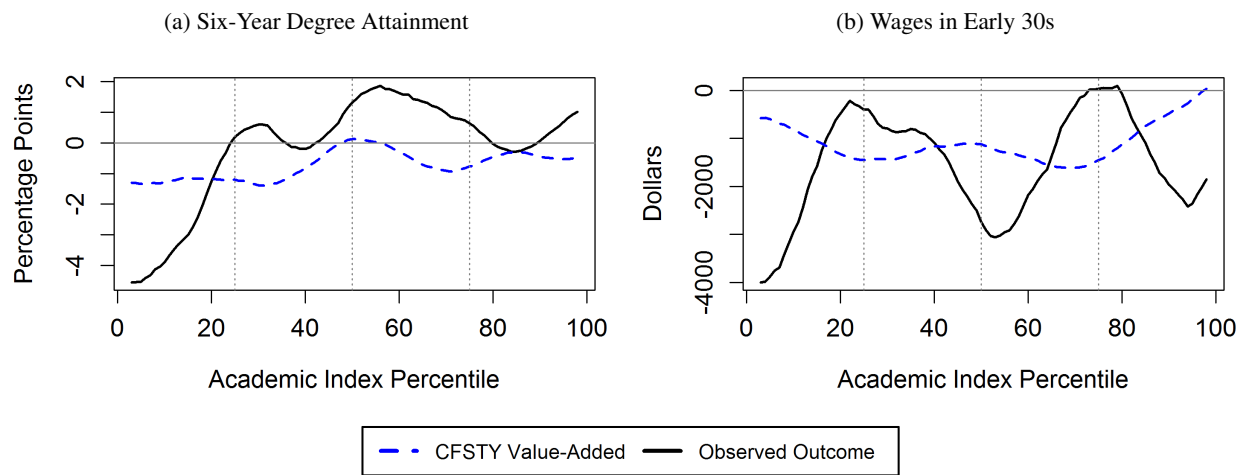 (a) Six-Year Degree Attainment
(b) Wages in Early 30s
Percentage Points
2
0
-2
-4
0 20 40 60 80 100
Academic Index Percentile
Dollars
0
-2000
-4000
0 20 40 60 80 100
Academic Index Percentile
CFSTY Value-Added Observed Outcome